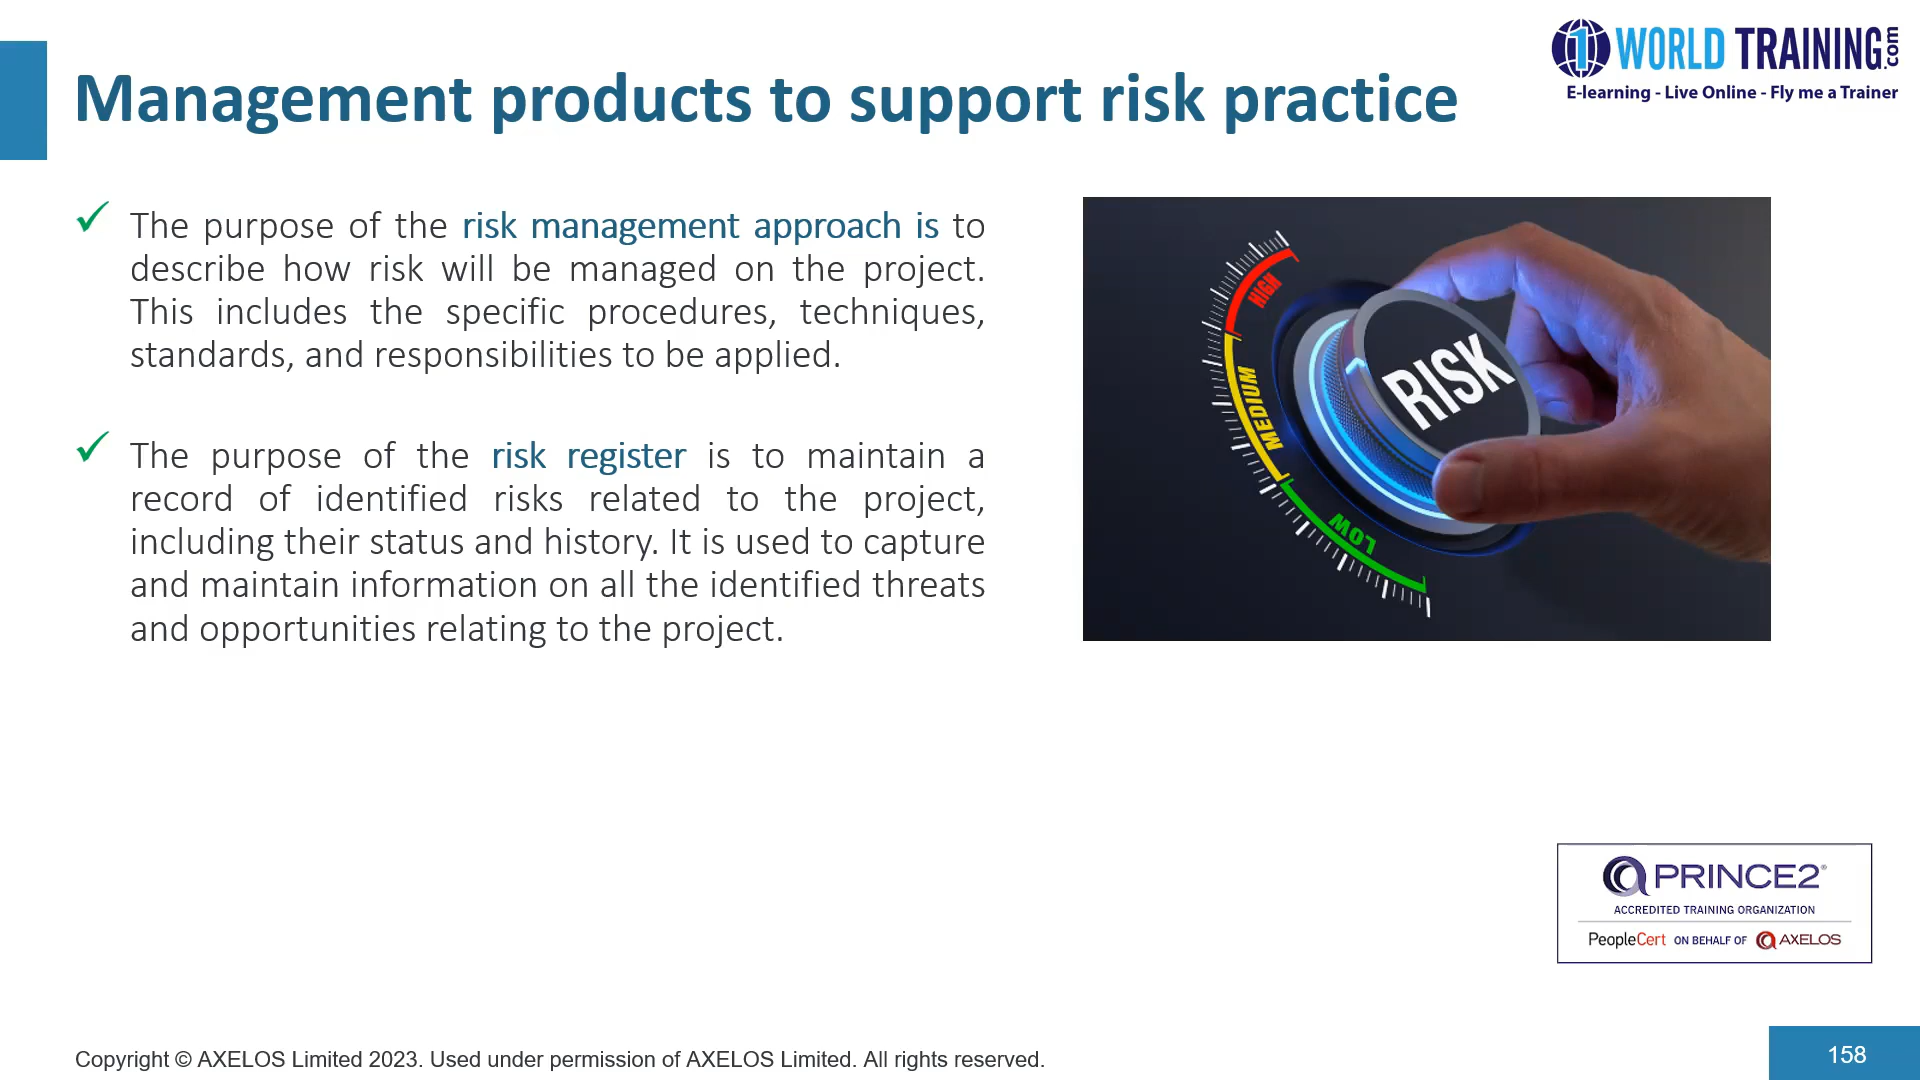 1 WORLD TRAINING.com
E-learning - Live Online - Fly me a Trainer
Management products to support risk practice
The purpose of the risk management approach is to
describe how risk will be managed on the project.
This includes the specific procedures, techniques,
standards, and responsibilities to be applied.
The purpose of the risk register is to maintain a
record of identified risks related to the project,
including their status and history. It is used to capture
and maintain information on all the identified threats
and opportunities relating to the project.
HIGH
MEDIUM
LOW
RISK
PRINCE2®
ACCREDITED TRAINING ORGANIZATION
PeopleCert ON BEHALF OF AXELOS
Copyright © AXELOS Limited 2023. Used under permission of AXELOS Limited. All rights reserved.
158